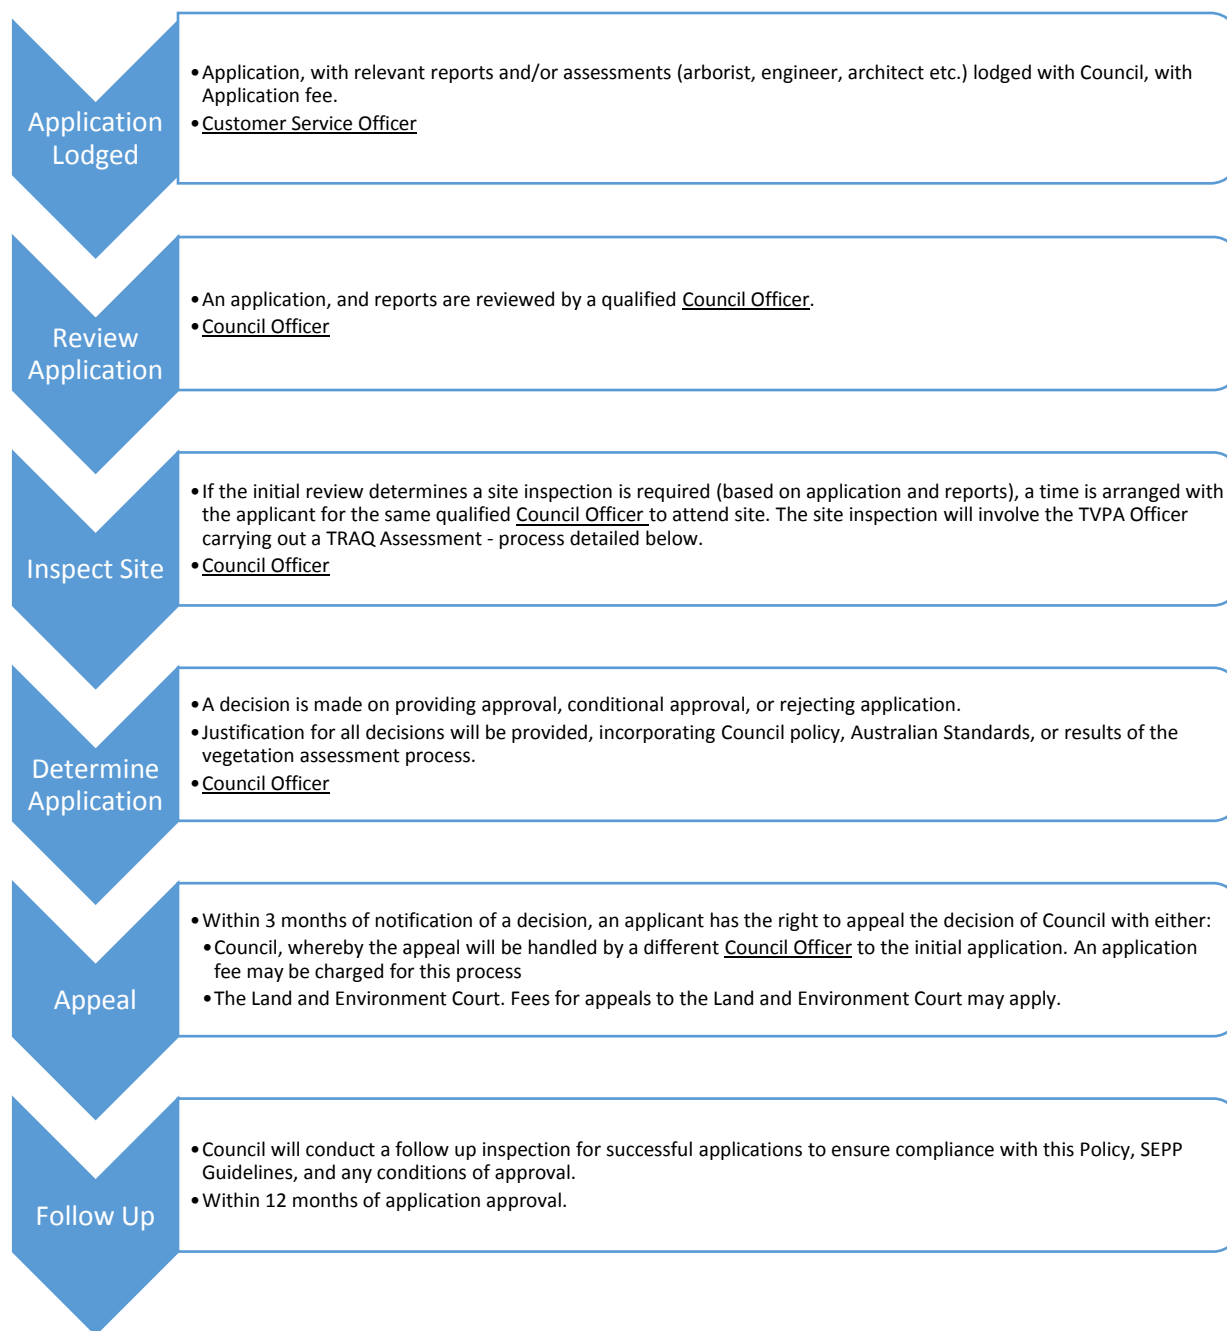 Application
Lodged
•Application, with relevant reports and/or assessments (arborist, engineer, architect etc.) lodged with Council, with
Application fee.
•Customer Service Officer
Review
Application
•An application, and reports are reviewed by a qualified Council Officer.
•Council Officer
Inspect Site
•If the initial review determines a site inspection is required (based on application and reports), a time is arranged with
the applicant for the same qualified Council Officer to attend site. The site inspection will involve the TVPA Officer
carrying out a TRAQ Assessment - process detailed below.
•Council Officer
Determine
Application
•A decision is made on providing approval, conditional approval, or rejecting application.
•Justification for all decisions will be provided, incorporating Council policy, Australian Standards, or results of the
vegetation assessment process.
•Council Officer
Appeal
•Within 3 months of notification of a decision, an applicant has the right to appeal the decision of Council with either:
•Council, whereby the appeal will be handled by a different Council Officer to the initial application. An application
fee may be charged for this process
•The Land and Environment Court. Fees for appeals to the Land and Environment Court may apply.
Follow Up
•Council will conduct a follow up inspection for successful applications to ensure compliance with this Policy, SEPP
Guidelines, and any conditions of approval.
•Within 12 months of application approval.